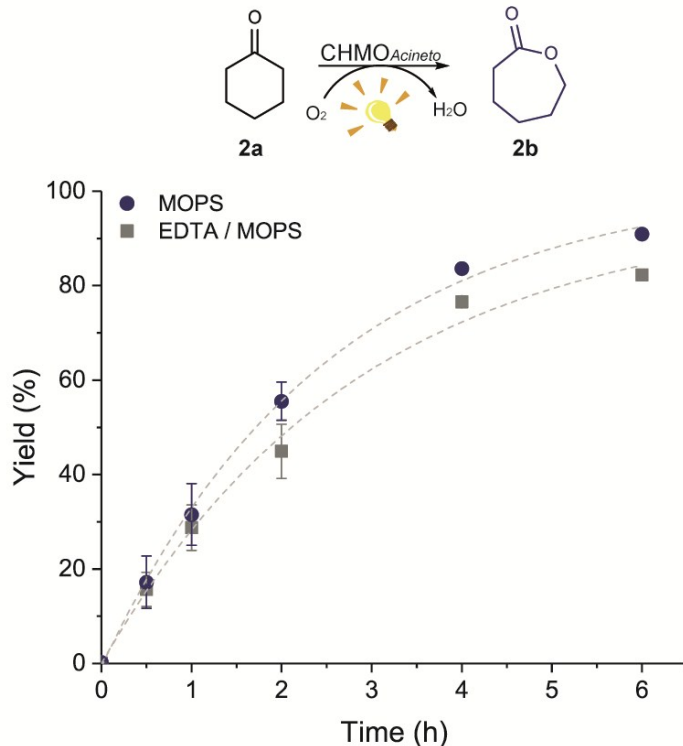 O
O
O
CHMOAcineto
O₂
H₂O
2a
2b
MOPS
EDTA / MOPS
100
80
60
40
20
0
Yield (%)
0
1
2
3
4
5
6
Time (h)